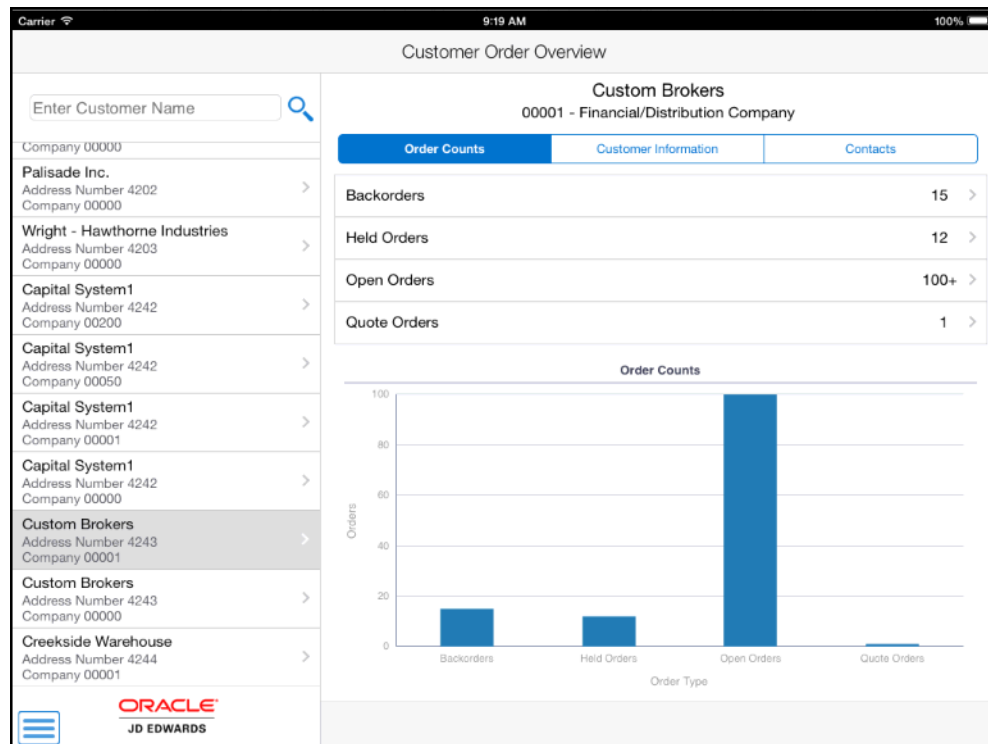 Carrier
9:19 AM
100%
Customer Order Overview
Enter Customer Name
Company 00000
Palisade Inc.
Address Number 4202
Company 00000
Wright - Hawthorne Industries
Address Number 4203
Company 00000
Capital System1
Address Number 4242
Company 00200
Capital System1
Address Number 4242
Company 00050
Capital System1
Address Number 4242
Company 00001
Capital System1
Address Number 4242
Company 00000
Custom Brokers
Address Number 4243
Company 00001
Custom Brokers
Address Number 4243
Company 00000
Creekside Warehouse
Address Number 4244
Company 00001
ORACLE
JD EDWARDS
Custom Brokers
00001 - Financial/Distribution Company
Order Counts
Customer Information
Contacts
Backorders 15
Held Orders 12
Open Orders 100+
Quote Orders 1
Order Counts
100
80
60
40
20
0
Orders
Backorders
Held Orders
Open Orders
Quote Orders
Order Type